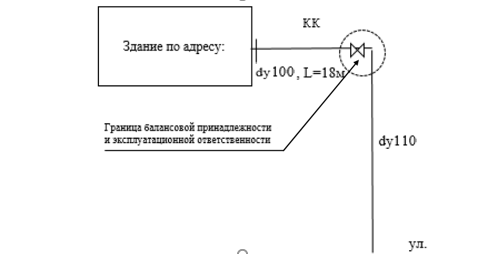 КК
Здание по адресу:
dy100, L=18м
Граница балансовой принадлежности
и эксплуатационной ответственности
dy110
ул.